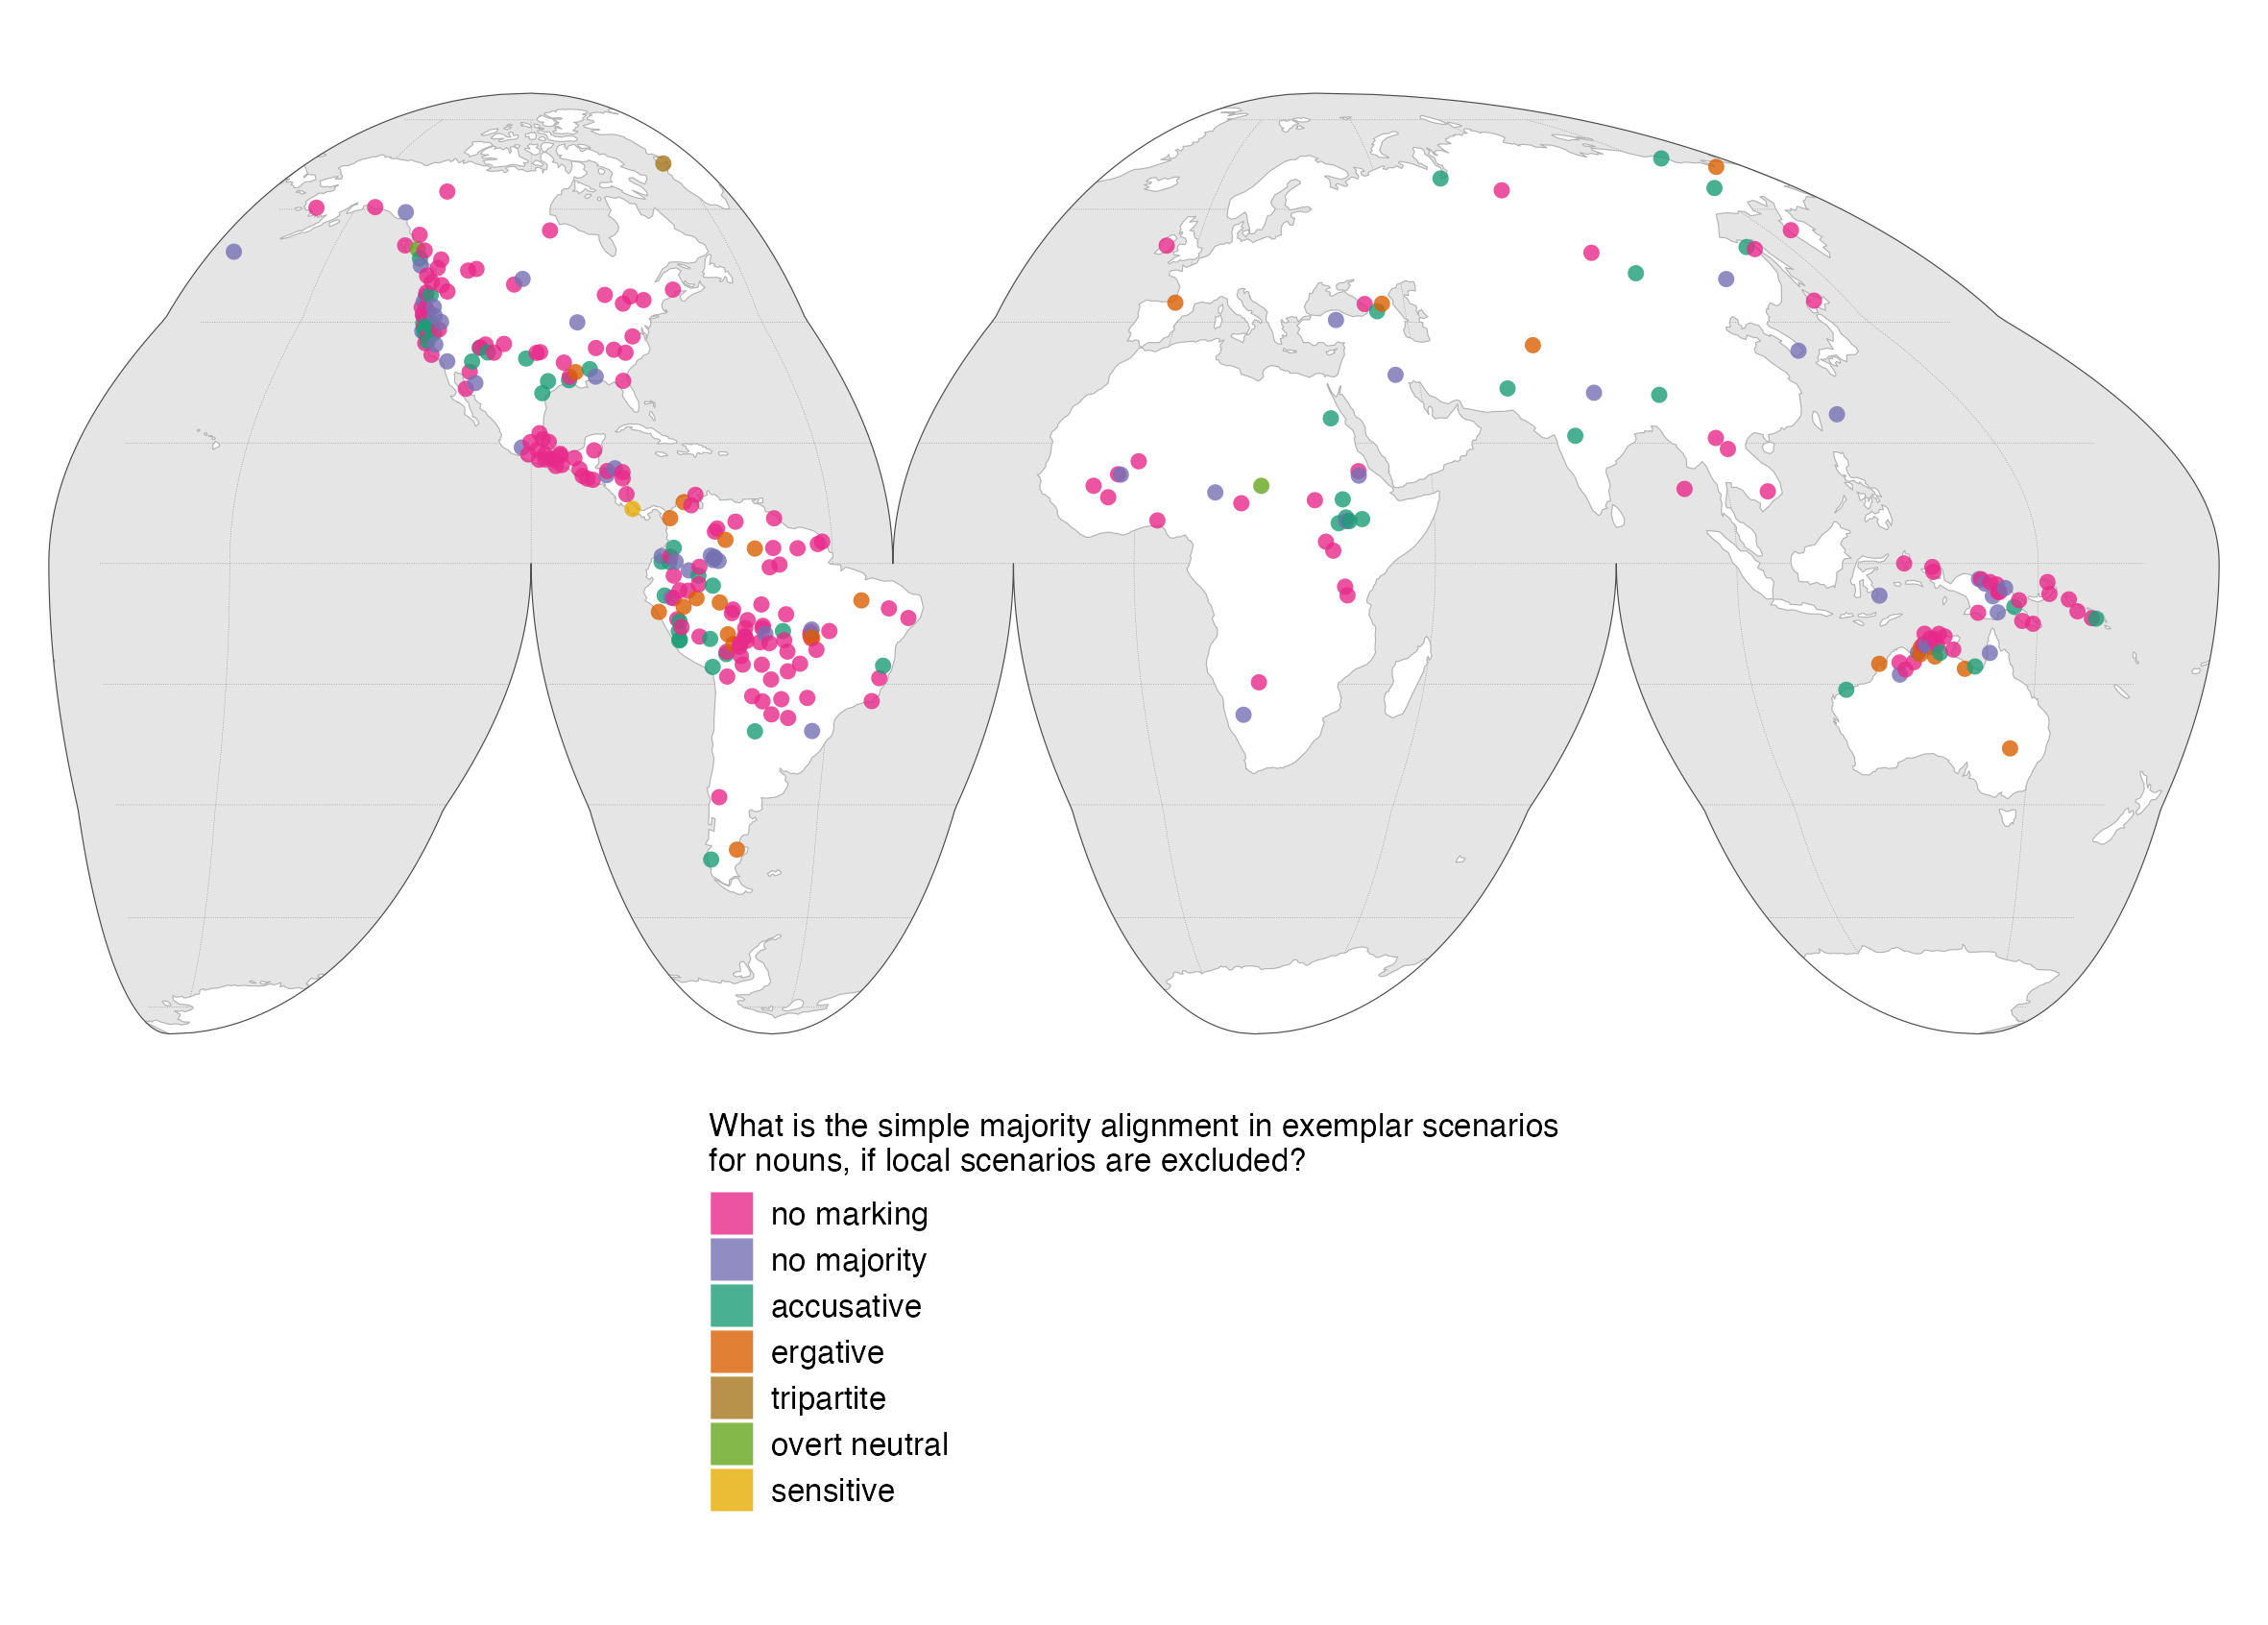 What is the simple majority alignment in exemplar scenarios
for nouns, if local scenarios are excluded?
no marking
no majority
accusative
ergative
tripartite
overt neutral
sensitive